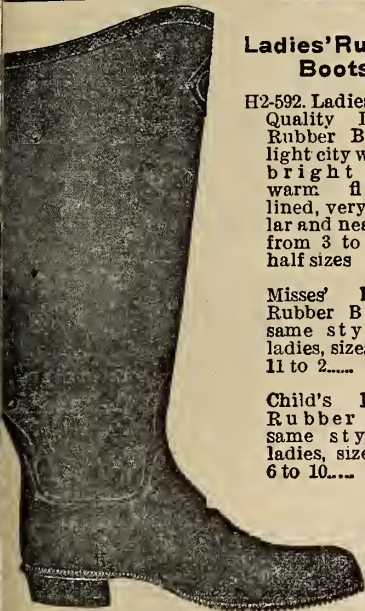 Ladies' Ru
Boots
H2-592. Ladies
Quality
Rubber B
light city w
bright
warm fl
lined, very
lar and nea
from 3 to
half sizes
Misses'
Rubber B
same sty
ladies, size
11 to 2.....
Child's
Rubber
same sty
ladies, size
6 to 10.....